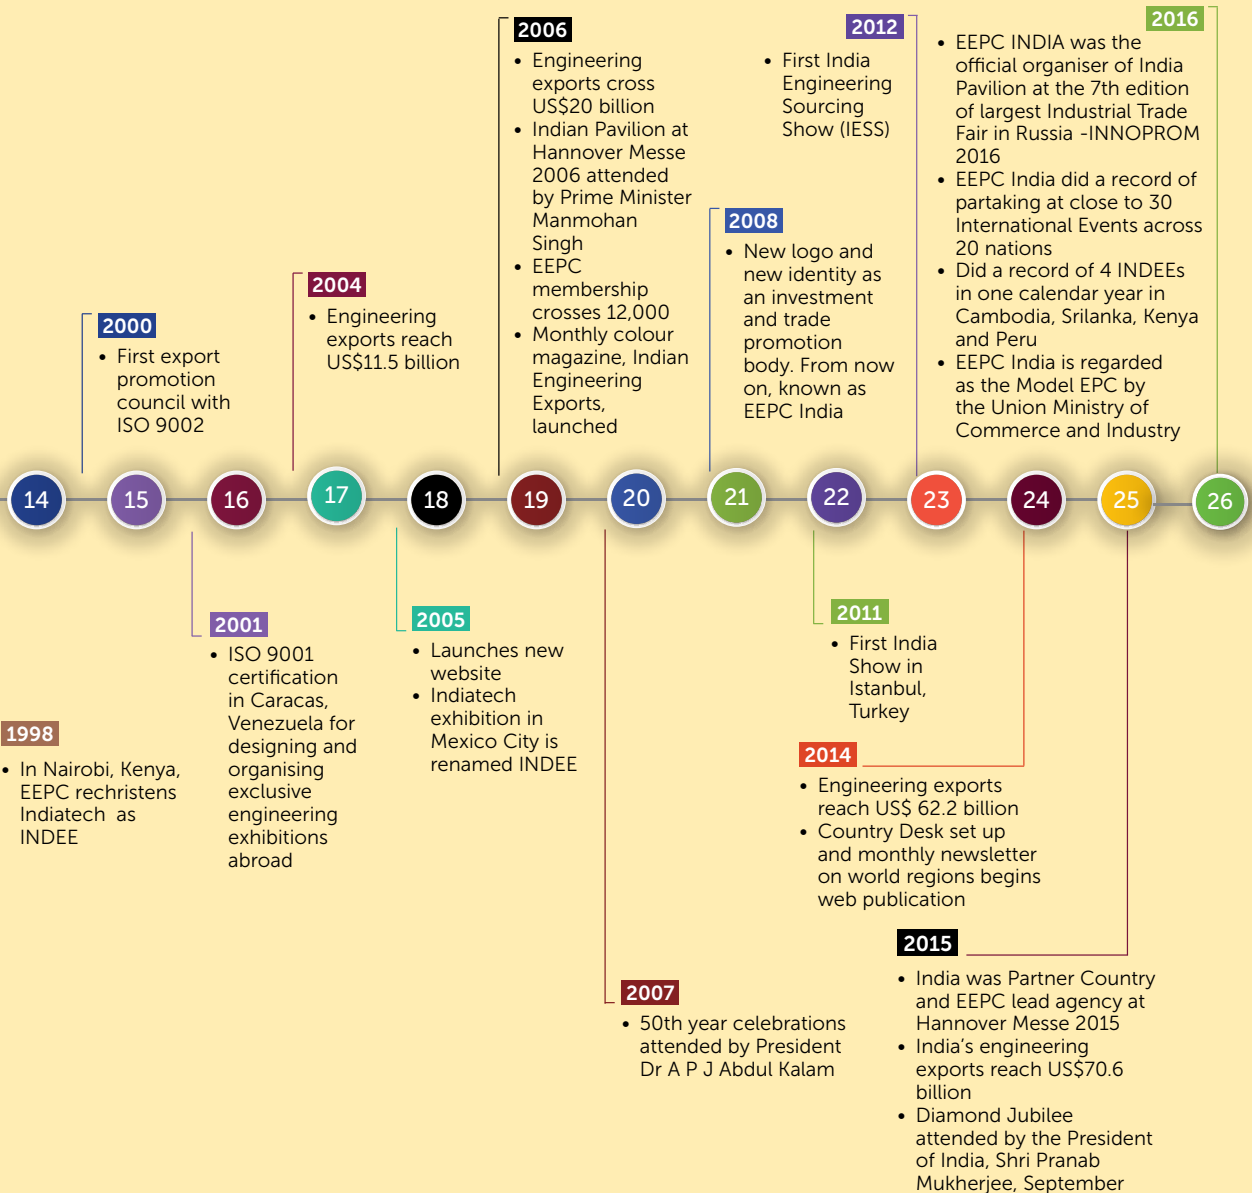 2006
• Engineering
exports cross
US$20 billion
• Indian Pavilion at
Hannover Messe
2006 attended
by Prime Minister
Manmohan
Singh
• EEPC
membership
crosses 12,000
• Monthly colour
magazine, Indian
Engineering
Exports,
launched
2012
• First India
Engineering
Sourcing
Show (IESS)
2016
• EEPC INDIA was the
official organiser of India
Pavilion at the 7th edition
of largest Industrial Trade
Fair in Russia -INNOPROM
2016
• EEPC India did a record of
partaking at close to 30
International Events across
20 nations
• Did a record of 4 INDEEs
in one calendar year in
Cambodia, Srilanka, Kenya
and Peru
• EEPC India is regarded
as the Model EPC by
the Union Ministry of
Commerce and Industry
2008
• New logo and
new identity as
an investment
and trade
promotion
body. From now
on, known as
EEPC India
2004
• Engineering
exports reach
US$11.5 billion
2000
• First export
promotion
council with
ISO 9002
14 15 16 17 18 19 20 21 22 23 24 25 26
1998
• In Nairobi, Kenya,
EEPC rechristens
Indiatech as
INDEE
2001
• ISO 9001
certification
in Caracas,
Venezuela for
designing and
organising
exclusive
engineering
exhibitions
abroad
2005
• Launches new
website
• Indiatech
exhibition in
Mexico City is
renamed INDEE
2007
• 50th year celebrations
attended by President
Dr A P J Abdul Kalam
2011
• First India
Show in
Istanbul,
Turkey
2014
• Engineering exports
reach US$ 62.2 billion
• Country Desk set up
and monthly newsletter
on world regions begins
web publication
2015
• India was Partner Country
and EEPC lead agency at
Hannover Messe 2015
• India’s engineering
exports reach US$70.6
billion
• Diamond Jubilee
attended by the President
of India, Shri Pranab
Mukherjee, September